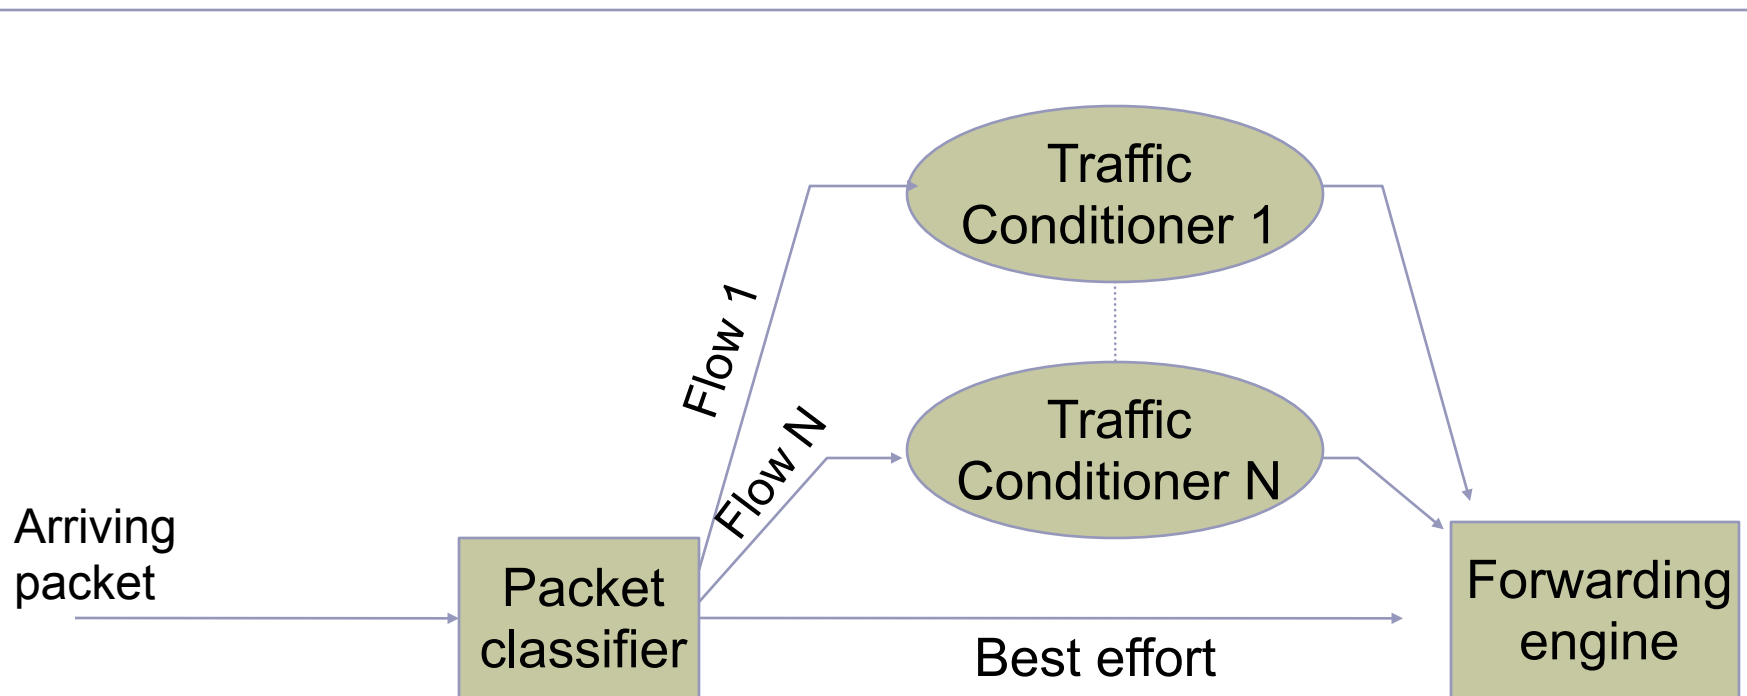 Traffic
Conditioner 1
Flow 1
Traffic
Conditioner N
Flow N
Arriving
packet
Packet
classifier
Best effort
Forwarding
engine